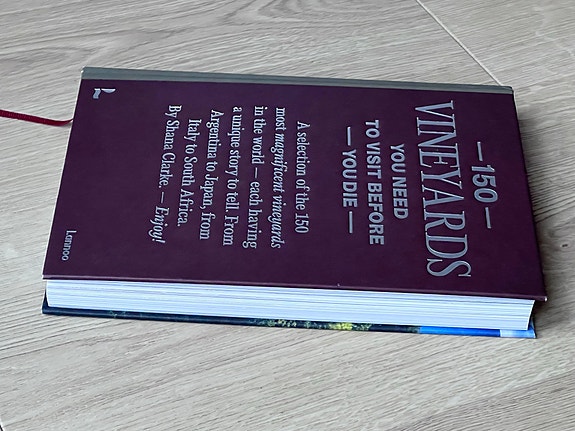 — 150 —
VINEYARDS
YOU NEED
TO VISIT BEFORE
— YOU DIE —
A selection of the 150
most magnificent vineyards
in the world — each having
a unique story to tell. From
Argentina to Japan, from
Italy to South Africa.
By Shana Clarke. — Enjoy!
Lannoo